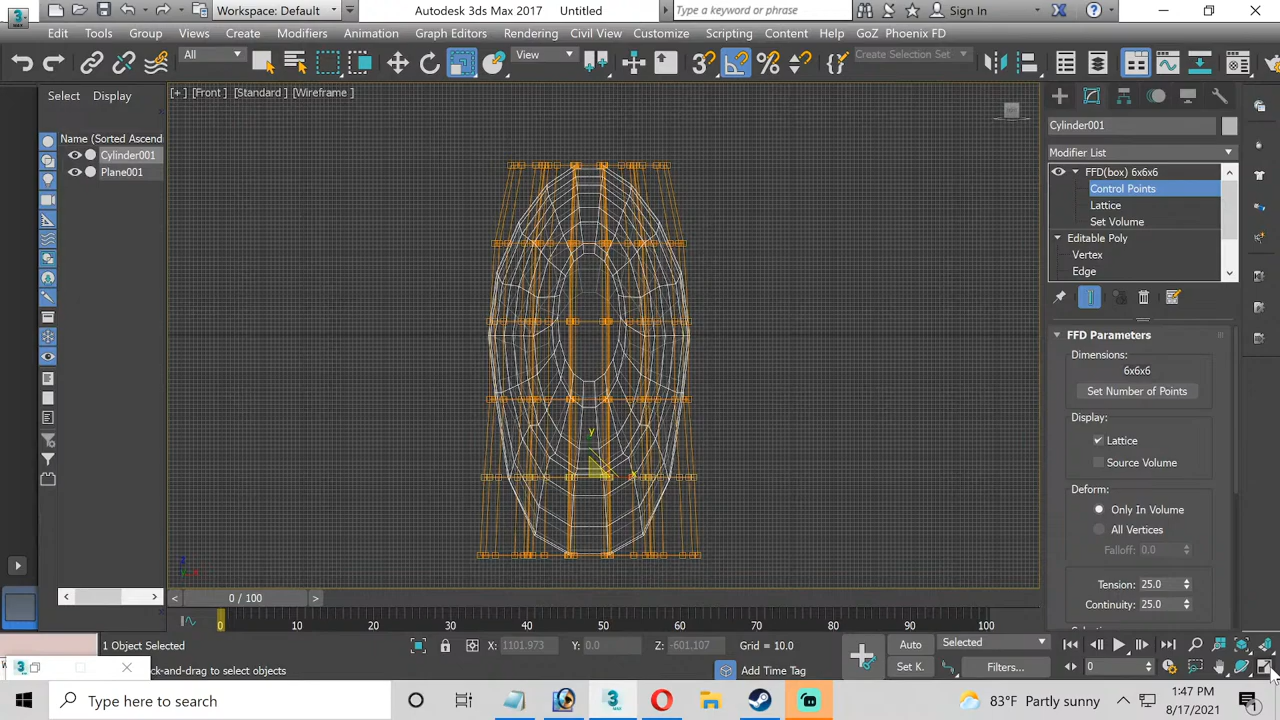 Workspace: Default
Autodesk 3ds Max 2017 Untitled
Type a keyword or phrase
Sign In
Edit Tools Group Views Create Modifiers Animation Graph Editors Rendering Civil View Customize Scripting Content Help GoZ Phoenix FD
All
View
Create Selection Set
Select Display
[+] [Front] [Standard] [Wireframe]
Name (Sorted Ascend
Cylinder001
Plane001
Cylinder001
Modifier List
FFD(box) 6x6x6
Control Points
Lattice
Set Volume
Editable Poly
Vertex
Edge
FFD Parameters
Dimensions:
6x6x6
Set Number of Points
Display:
Lattice
Source Volume
Deform:
Only In Volume
All Vertices
Falloff: 0.0
Tension: 25.0
Continuity: 25.0
y
x
z
x
0 / 100
0 10 20 30 40 50 60 70 80 90 100
1 Object Selected
X: 1101.973 Y: 0.0 Z: -601.107 Grid = 10.0
Auto
Selected
ck-and-drag to select objects
Add Time Tag
Set K.
Filters...
0
Type here to search
83°F Partly sunny
1:47 PM
8/17/2021